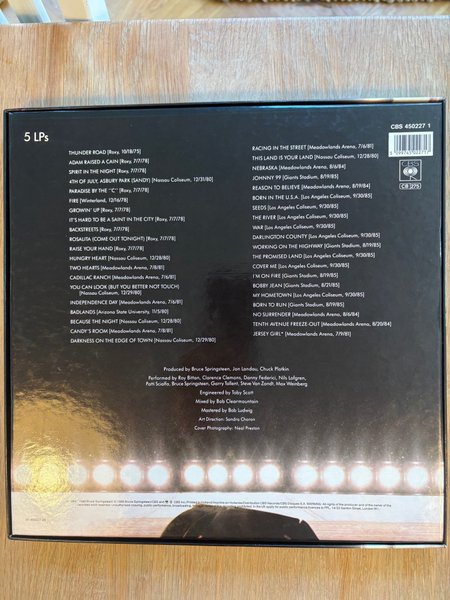 5 LPs
CBS 450227 1
THUNDER ROAD [Roxy, 10/18/75]
ADAM RAISED A CAIN [Roxy, 7/7/78]
SPIRIT IN THE NIGHT [Roxy, 7/7/78]
4TH OF JULY, ASBURY PARK (SANDY) [Nassau Coliseum, 12/31/80]
PARADISE BY THE "C" [Roxy, 7/7/78]
FIRE [Winterland, 12/16/78]
GROWIN' UP [Roxy, 7/7/78]
IT'S HARD TO BE A SAINT IN THE CITY [Roxy, 7/7/78]
BACKSTREETS [Roxy, 7/7/78]
ROSALITA (COME OUT TONIGHT) [Roxy, 7/7/78]
RAISE YOUR HAND [Roxy, 7/7/78]
HUNGRY HEART [Nassau Coliseum, 12/28/80]
TWO HEARTS [Meadowlands Arena, 7/8/81]
CADILLAC RANCH [Meadowlands Arena, 7/6/81]
YOU CAN LOOK (BUT YOU BETTER NOT TOUCH)
[Nassau Coliseum, 12/29/80]
INDEPENDENCE DAY [Meadowlands Arena, 7/6/81]
BADLANDS [Arizona State University, 11/5/80]
BECAUSE THE NIGHT [Nassau Coliseum, 12/28/80]
CANDY'S ROOM [Meadowlands Arena, 7/8/81]
DARKNESS ON THE EDGE OF TOWN [Nassau Coliseum, 12/29/80]
RACING IN THE STREET [Meadowlands Arena, 7/6/81]
THIS LAND IS YOUR LAND [Nassau Coliseum, 12/28/80]
NEBRASKA [Meadowlands Arena, 8/6/84]
JOHNNY 99 [Giants Stadium, 8/19/85]
REASON TO BELIEVE [Meadowlands Arena, 8/19/84]
BORN IN THE U.S.A. [Los Angeles Coliseum, 9/30/85]
SEEDS [Los Angeles Coliseum, 9/30/85]
THE RIVER [Los Angeles Coliseum, 9/30/85]
WAR [Los Angeles Coliseum, 9/30/85]
DARLINGTON COUNTY [Los Angeles Coliseum, 9/30/85]
WORKING ON THE HIGHWAY [Giants Stadium, 8/19/85]
THE PROMISED LAND [Los Angeles Coliseum, 9/30/85]
COVER ME [Los Angeles Coliseum, 9/30/85]
I'M ON FIRE [Giants Stadium, 8/19/85]
BOBBY JEAN [Giants Stadium, 8/21/85]
MY HOMETOWN [Los Angeles Coliseum, 9/30/85]
BORN TO RUN [Giants Stadium, 8/19/85]
NO SURRENDER [Meadowlands Arena, 8/6/84]
TENTH AVENUE FREEZE-OUT [Meadowlands Arena, 8/20/84]
JERSEY GIRL* [Meadowlands Arena, 7/9/81]
CBS
CB 275
Produced by Bruce Springsteen, Jon Landau, Chuck Plotkin
Performed by Roy Bittan, Clarence Clemons, Danny Federici, Nils Lofgren,
Patti Scialfa, Bruce Springsteen, Garry Tallent, Steve Van Zandt, Max Weinberg
Engineered by Toby Scott
Mixed by Bob Clearmountain
Mastered by Bob Ludwig
Art Direction: Sandra Choron
Cover Photography: Neal Preston